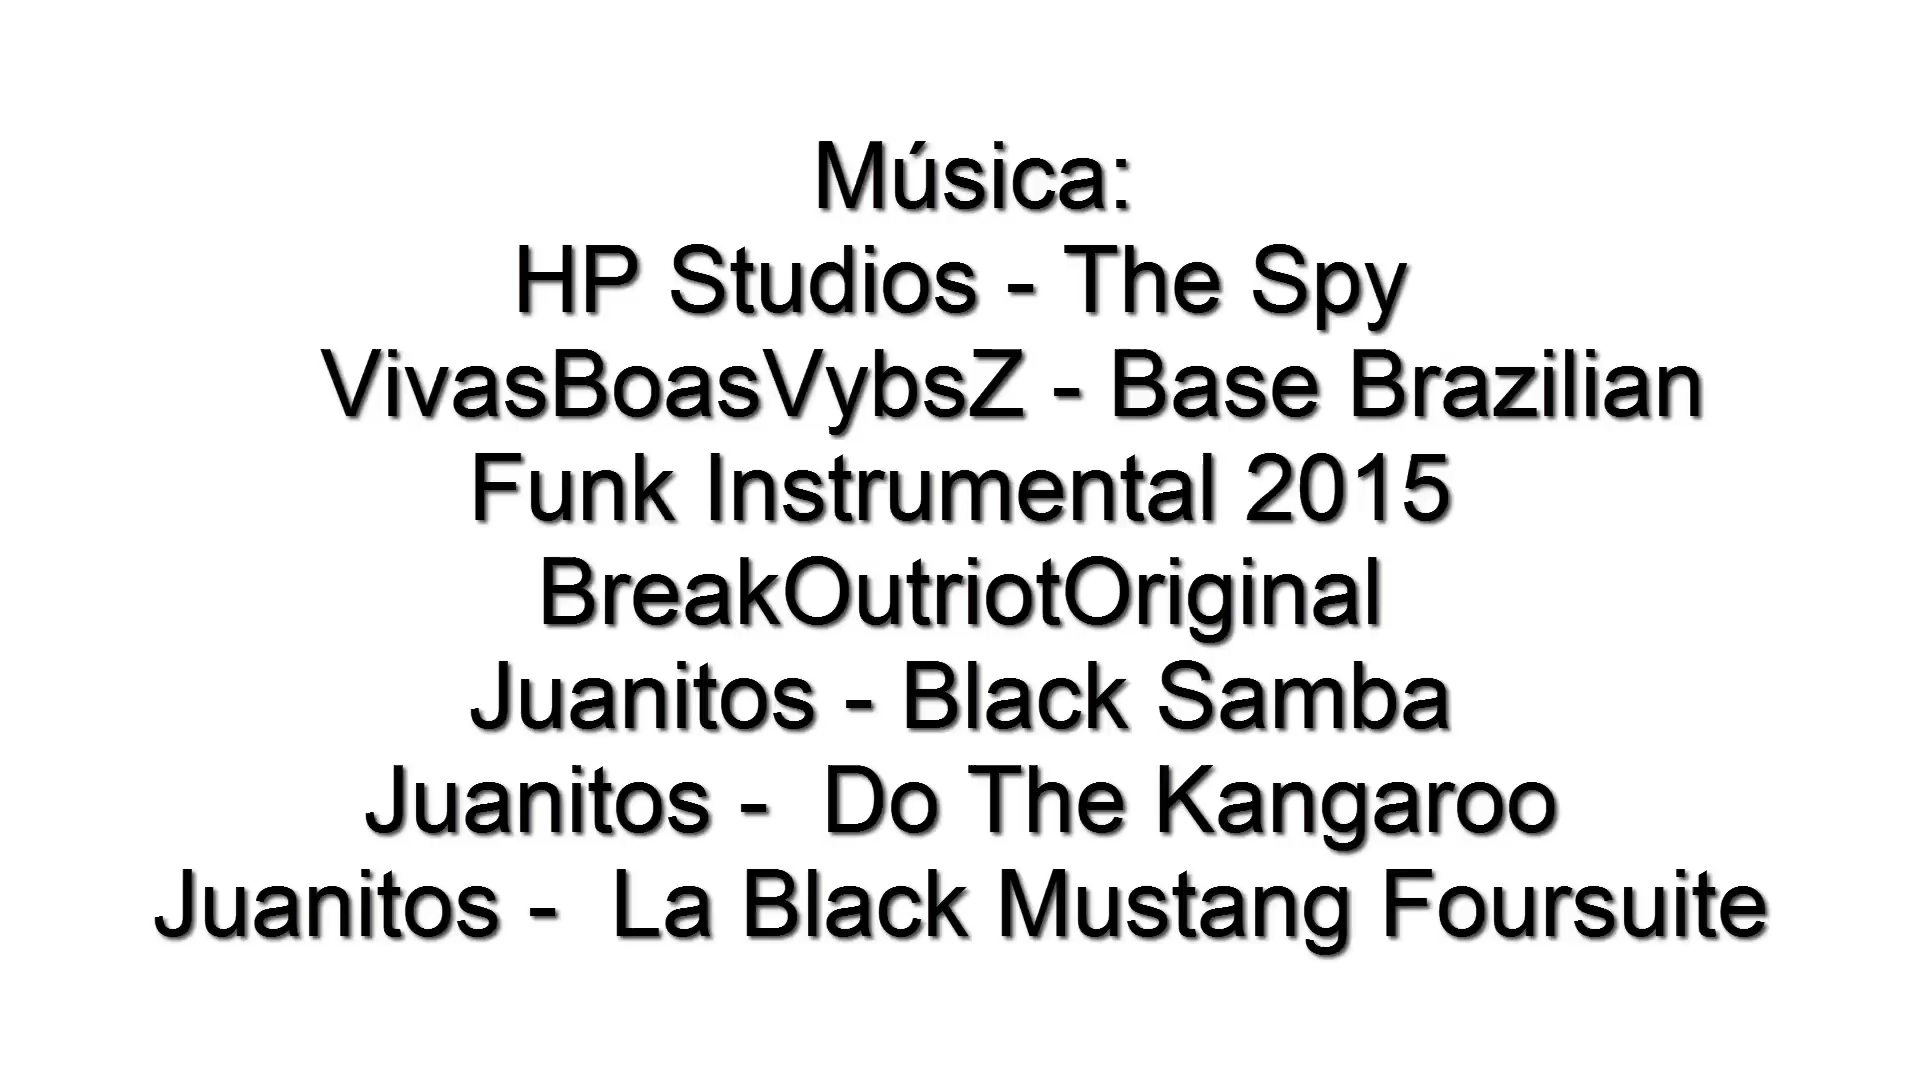 Música:
HP Studios - The Spy
VivasBoasVybsZ - Base Brazilian
Funk Instrumental 2015
BreakOutriotOriginal
Juanitos - Black Samba
Juanitos -  Do The Kangaroo
Juanitos -  La Black Mustang Foursuite